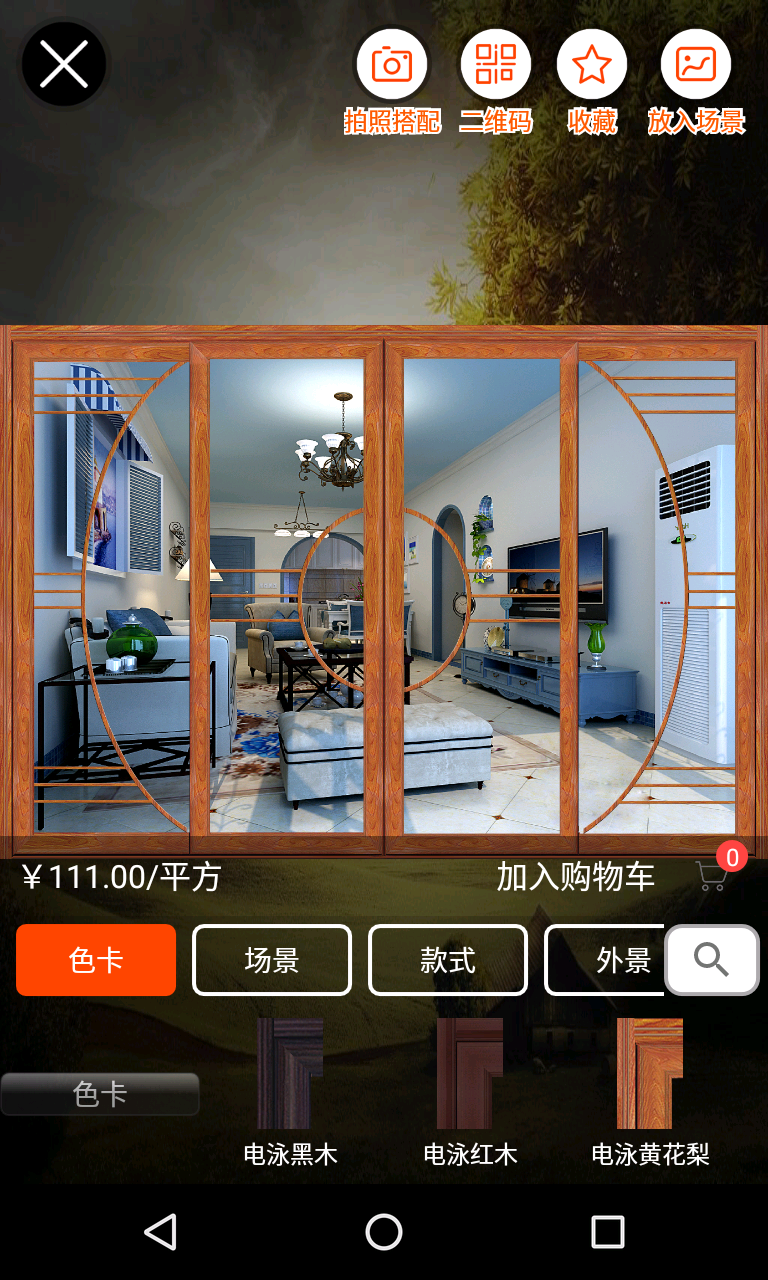 拍照搭配 二维码 收藏 放入场景
￥111.00/平方 加入购物车 0
色卡 场景 款式 外景
色卡
电泳黑木 电泳红木 电泳黄花梨